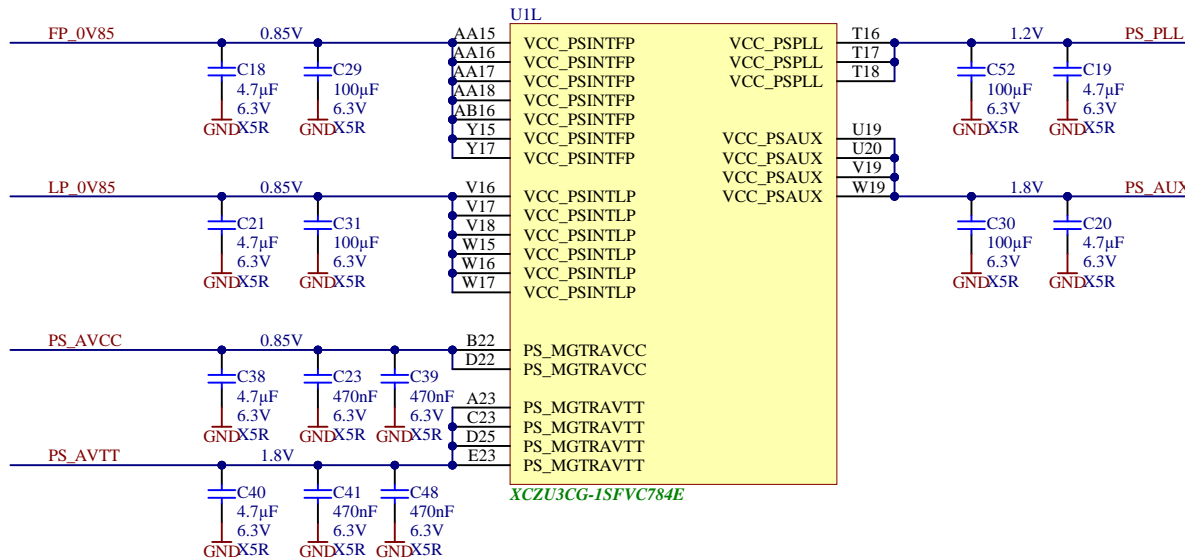 U1L
FP_0V85 0.85V AA15 VCC_PSINTFP VCC_PSPLL T16 1.2V PS_PLL
AA16 VCC_PSINTFP VCC_PSPLL T17
C18 C29 AA17 VCC_PSINTFP VCC_PSPLL T18 C52 C19
4.7µF 100µF AA18 VCC_PSINTFP 100µF 4.7µF
6.3V 6.3V AB16 VCC_PSINTFP 6.3V 6.3V
GND X5R GND X5R Y15 VCC_PSINTFP VCC_PSAUX U19 GND X5R GND X5R
Y17 VCC_PSINTFP VCC_PSAUX U20
VCC_PSAUX V19
LP_0V85 0.85V V16 VCC_PSINTLP VCC_PSAUX W19 1.8V PS_AUX
V17 VCC_PSINTLP
C21 C31 V18 VCC_PSINTLP C30 C20
4.7µF 100µF W15 VCC_PSINTLP 100µF 4.7µF
6.3V 6.3V W16 VCC_PSINTLP 6.3V 6.3V
GND X5R GND X5R W17 VCC_PSINTLP GND X5R GND X5R
PS_AVCC 0.85V B22 PS_MGTRAVCC
D22 PS_MGTRAVCC
C38 C23 C39
4.7µF 470nF 470nF A23 PS_MGTRAVTT
6.3V 6.3V 6.3V C23 PS_MGTRAVTT
GND X5R GND X5R GND X5R D25 PS_MGTRAVTT
PS_AVTT 1.8V E23 PS_MGTRAVTT
C40 C41 C48 XCZU3CG-1SFVC784E
4.7µF 470nF 470nF
6.3V 6.3V 6.3V
GND X5R GND X5R GND X5R